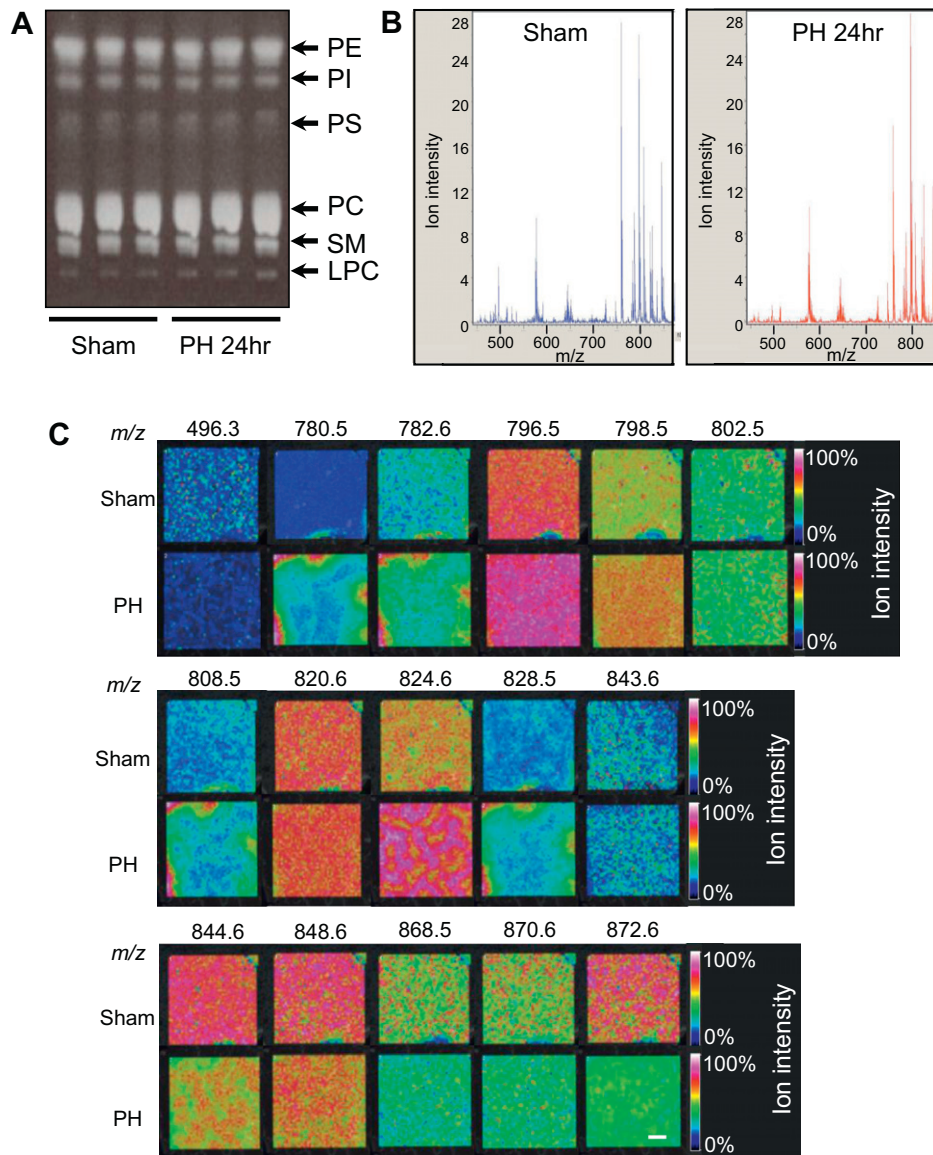 A
PE
PI
PS
PC
SM
LPC
Sham PH 24hr
B
Sham
Ion intensity
28
24
20
16
12
8
4
0
500 600 700 800
m/z
PH 24hr
Ion intensity
28
24
20
16
12
8
4
0
500 600 700 800
m/z
C
m/z 496.3 780.5 782.6 796.5 798.5 802.5
Sham
100%
0%
PH
100%
0%
Ion intensity
m/z 808.5 820.6 824.6 828.5 843.6
Sham
100%
0%
PH
100%
0%
Ion intensity
m/z 844.6 848.6 868.5 870.6 872.6
Sham
100%
0%
PH
100%
0%
Ion intensity